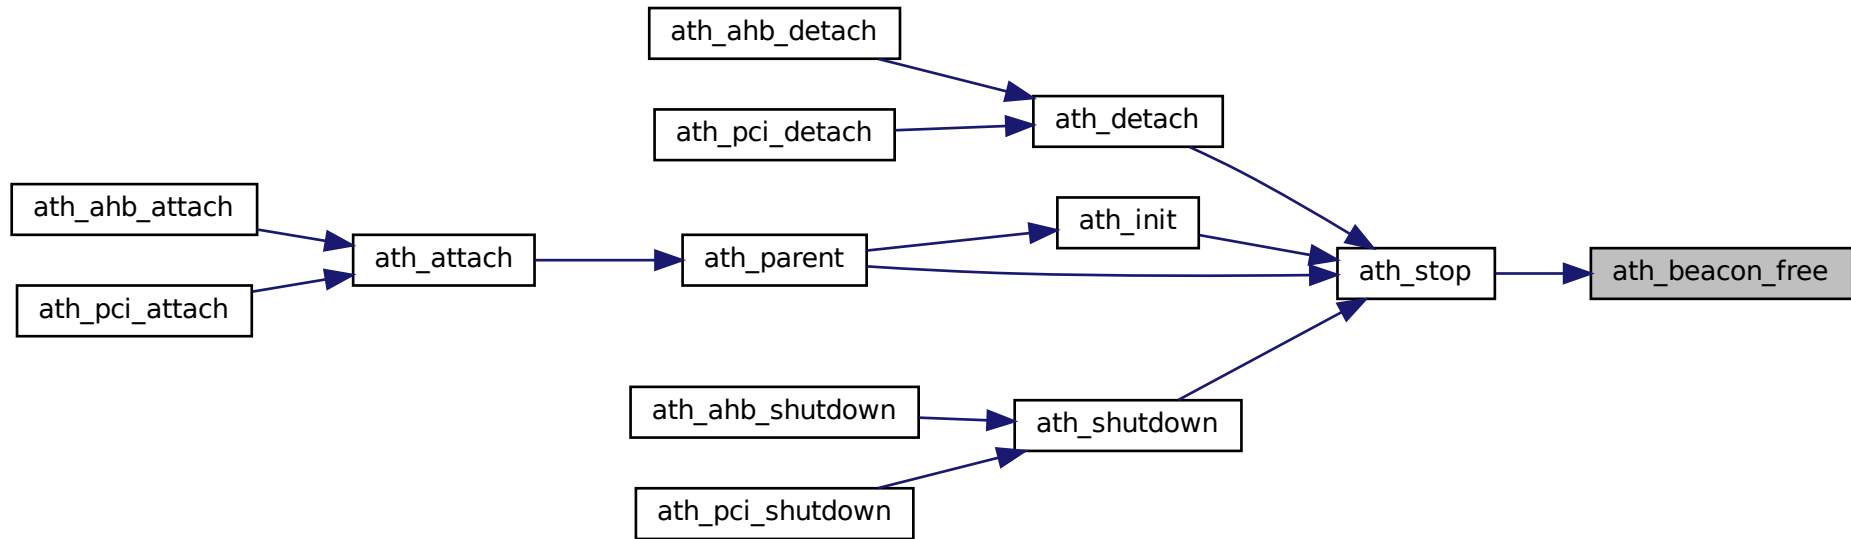 ath_ahb_detach
ath_detach
ath_pci_detach
ath_ahb_attach
ath_init
ath_attach
ath_parent
ath_stop
ath_beacon_free
ath_pci_attach
ath_ahb_shutdown
ath_shutdown
ath_pci_shutdown